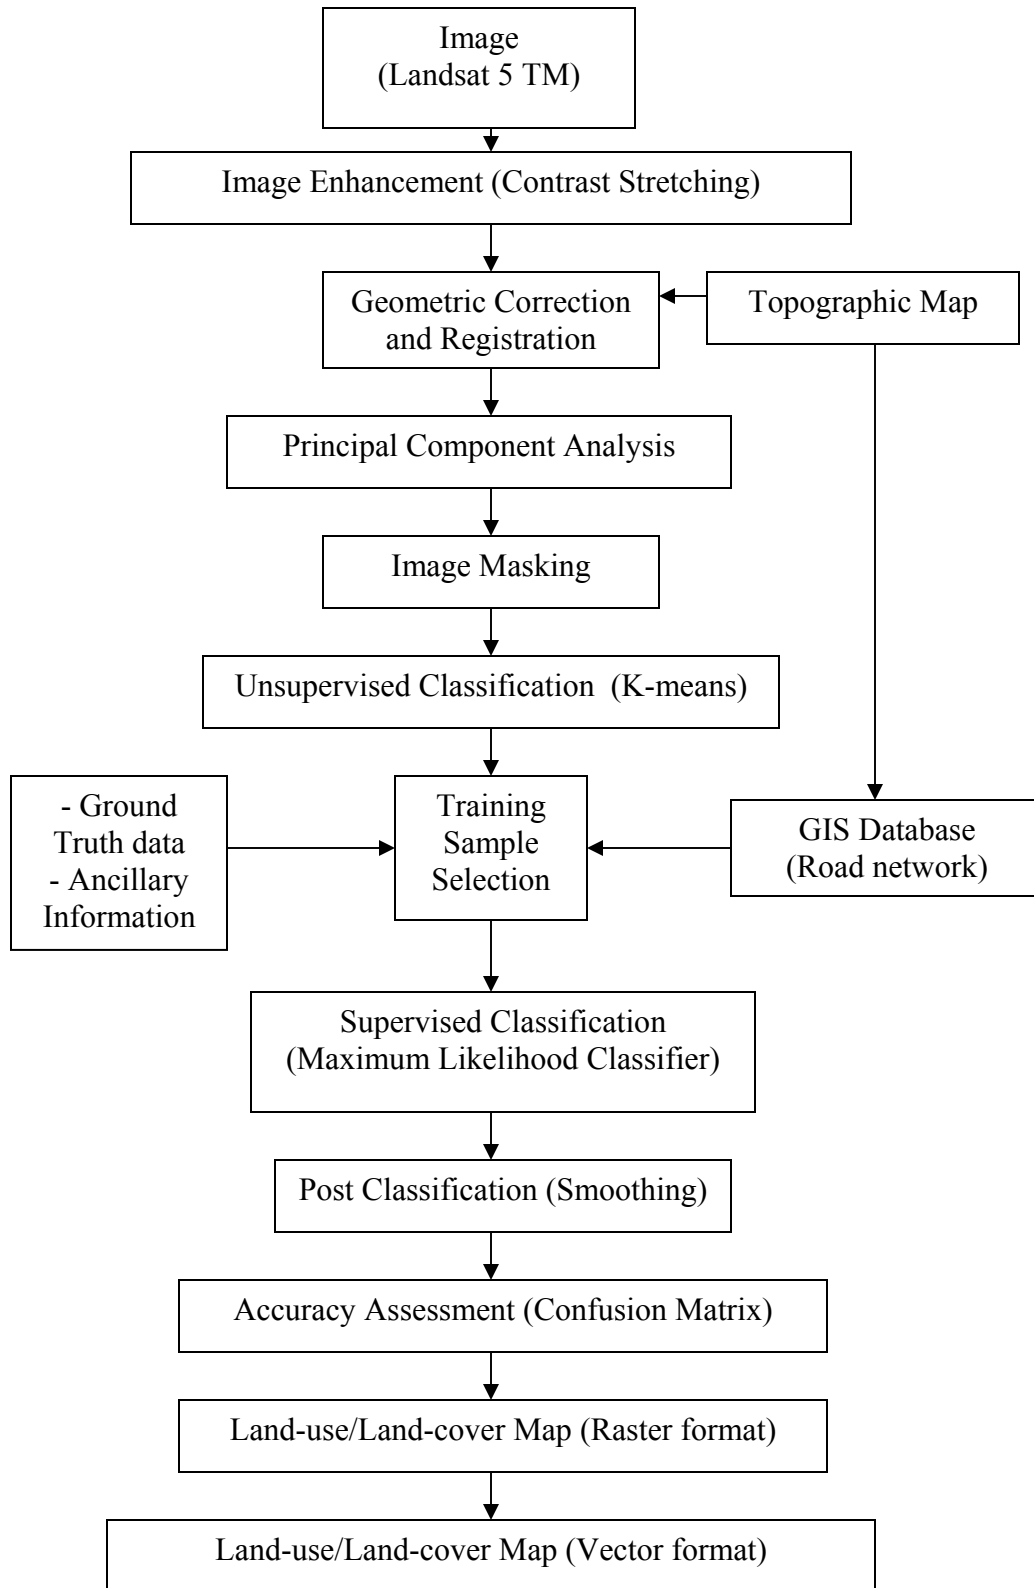 Image
(Landsat 5 TM)
Image Enhancement (Contrast Stretching)
Geometric Correction
and Registration
Topographic Map
Principal Component Analysis
Image Masking
Unsupervised Classification  (K-means)
- Ground
Truth data
- Ancillary
Information
Training
Sample
Selection
GIS Database
(Road network)
Supervised Classification
(Maximum Likelihood Classifier)
Post Classification (Smoothing)
Accuracy Assessment (Confusion Matrix)
Land-use/Land-cover Map (Raster format)
Land-use/Land-cover Map (Vector format)